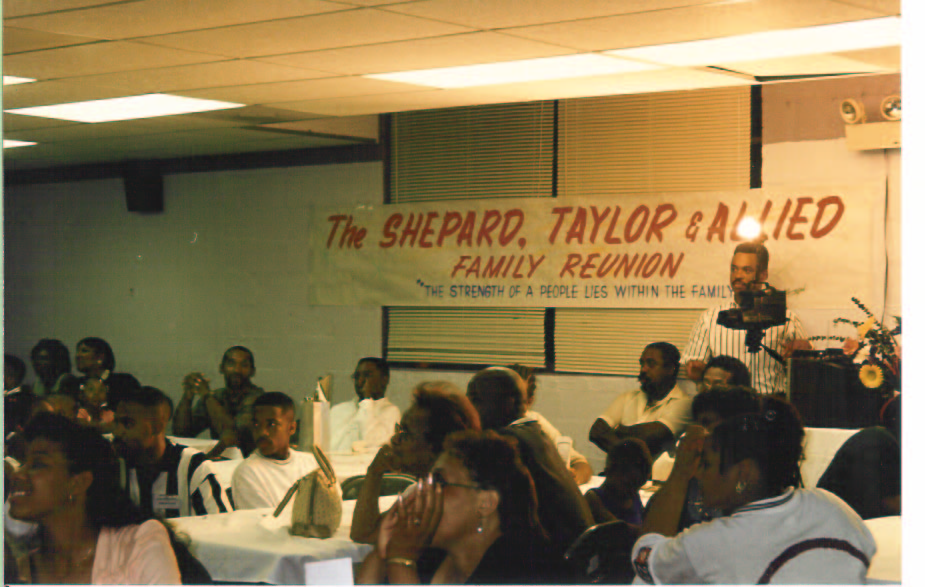 The SHEPARD, TAYLOR & ALLIED
FAMILY REUNION
"THE STRENGTH OF A PEOPLE LIES WITHIN THE FAMILY